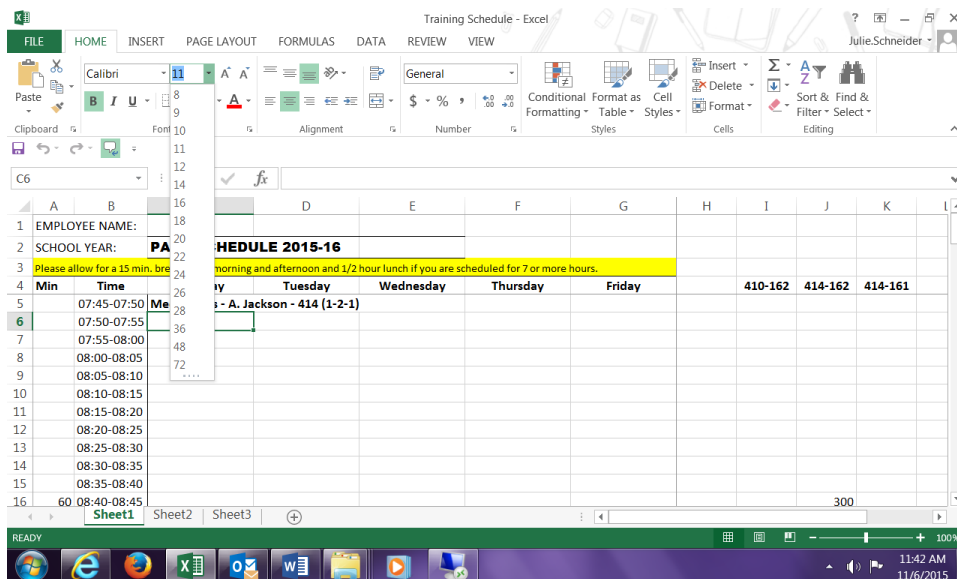 Training Schedule - Excel
?
FILE HOME INSERT PAGE LAYOUT FORMULAS DATA REVIEW VIEW Julie.Schneider
Calibri 11 General Insert
Paste B I U A $ % , Conditional Format as Cell Delete Sort & Find &
Formatting Table Styles Format Filter Select
Clipboard Font Alignment Number Styles Cells Editing
8
9
10
11
12
14
16
18
20
22
24
26
28
36
48
72
C6 fx
A B D E F G H I J K L
1 EMPLOYEE NAME:
2 SCHOOL YEAR: PA HEDULE 2015-16
3 Please allow for a 15 min. bre morning and afternoon and 1/2 hour lunch if you are scheduled for 7 or more hours.
4 Min Time ay Tuesday Wednesday Thursday Friday 410-162 414-162 414-161
5 07:45-07:50 Me s - A. Jackson - 414 (1-2-1)
6 07:50-07:55
7 07:55-08:00
8 08:00-08:05
9 08:05-08:10
10 08:10-08:15
11 08:15-08:20
12 08:20-08:25
13 08:25-08:30
14 08:30-08:35
15 08:35-08:40
16 60 08:40-08:45 300
Sheet1 Sheet2 Sheet3
READY 100%
11:42 AM
11/6/2015